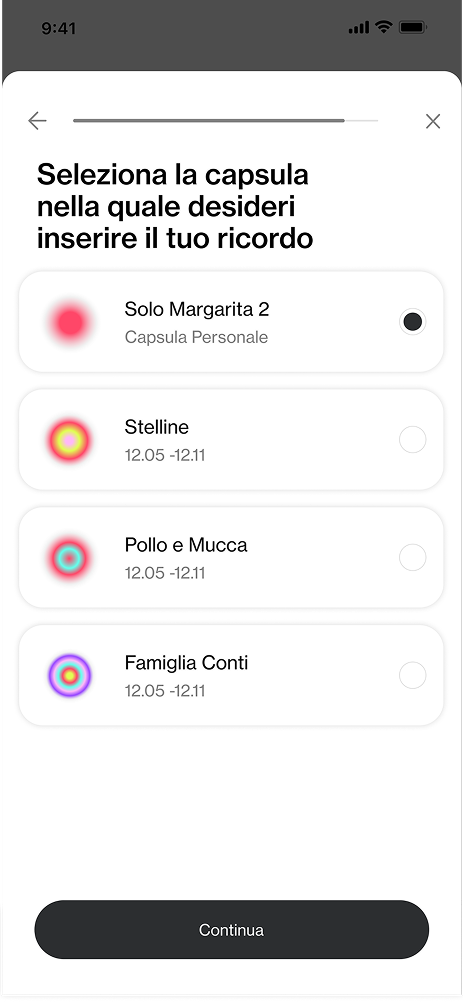 9:41
Seleziona la capsula
nella quale desideri
inserire il tuo ricordo
Solo Margarita 2
Capsula Personale
Stelline
12.05 -12.11
Pollo e Mucca
12.05 -12.11
Famiglia Conti
12.05 -12.11
Continua